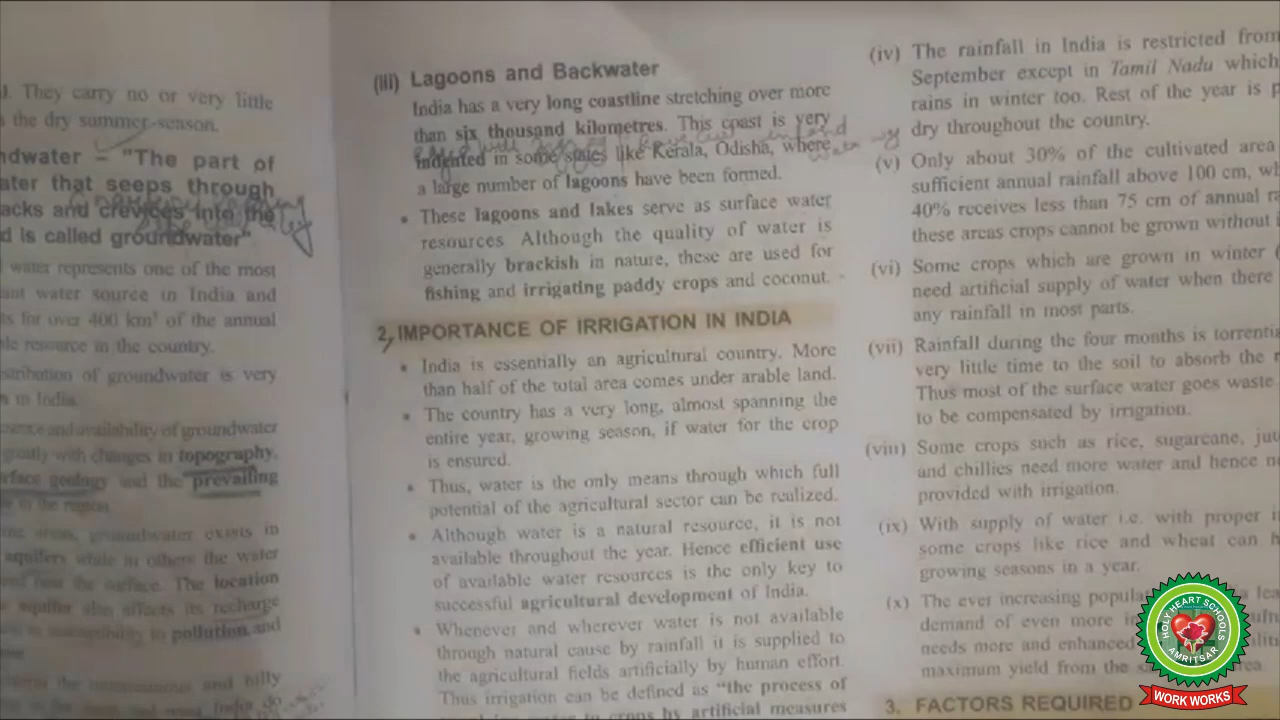 . They carry no or very little
the dry summer season.
ndwater – "The part of
ater that seeps through
acks and crevices into the
d is called groundwater".
water represents one of the most
ant water source in India and
ts for over 400 km³ of the annual
le resource in the country.
stribution of groundwater is very
in India.
and availability of groundwater
greatly with changes in topography,
rface geology and the prevailing
in the region.
areas, groundwater exists in
aquifers while in others the water
near the surface. The location
aquifer also affects its recharge
susceptibility to pollution and
the mountainous and hilly
(iii) Lagoons and Backwater
India has a very long coastline stretching over more
than six thousand kilometres. This coast is very
indented in some states like Kerala, Odisha, where
a large number of lagoons have been formed.
• These lagoons and lakes serve as surface water
resources. Although the quality of water is
generally brackish in nature, these are used for
fishing and irrigating paddy crops and coconut.
2. IMPORTANCE OF IRRIGATION IN INDIA
• India is essentially an agricultural country. More
than half of the total area comes under arable land.
• The country has a very long, almost spanning the
entire year, growing season, if water for the crop
is ensured.
• Thus, water is the only means through which full
potential of the agricultural sector can be realized.
• Although water is a natural resource, it is not
available throughout the year. Hence efficient use
of available water resources is the only key to
successful agricultural development of India.
• Whenever and wherever water is not available
through natural cause by rainfall it is supplied to
the agricultural fields artificially by human effort.
Thus irrigation can be defined as "the process of
water to crops by artificial measures
(iv) The rainfall in India is restricted from
September except in Tamil Nadu which
rains in winter too. Rest of the year is p
dry throughout the country.
(v) Only about 30% of the cultivated area
sufficient annual rainfall above 100 cm, wh
40% receives less than 75 cm of annual ra
these areas crops cannot be grown without
(vi) Some crops which are grown in winter (
need artificial supply of water when there
any rainfall in most parts.
(vii) Rainfall during the four months is torrentia
very little time to the soil to absorb the r
Thus most of the surface water goes waste
to be compensated by irrigation.
(viii) Some crops such as rice, sugarcane, jut
and chillies need more water and hence n
provided with irrigation.
(ix) With supply of water i.e. with proper i
some crops like rice and wheat can h
growing seasons in a year.
(x) The ever increasing popula lea
demand of even more in
needs more and enhanced
maximum yield from the
3. FACTORS REQUIRED
HOLY HEART SCHOOLS
AMRITSAR
WORK WORKS